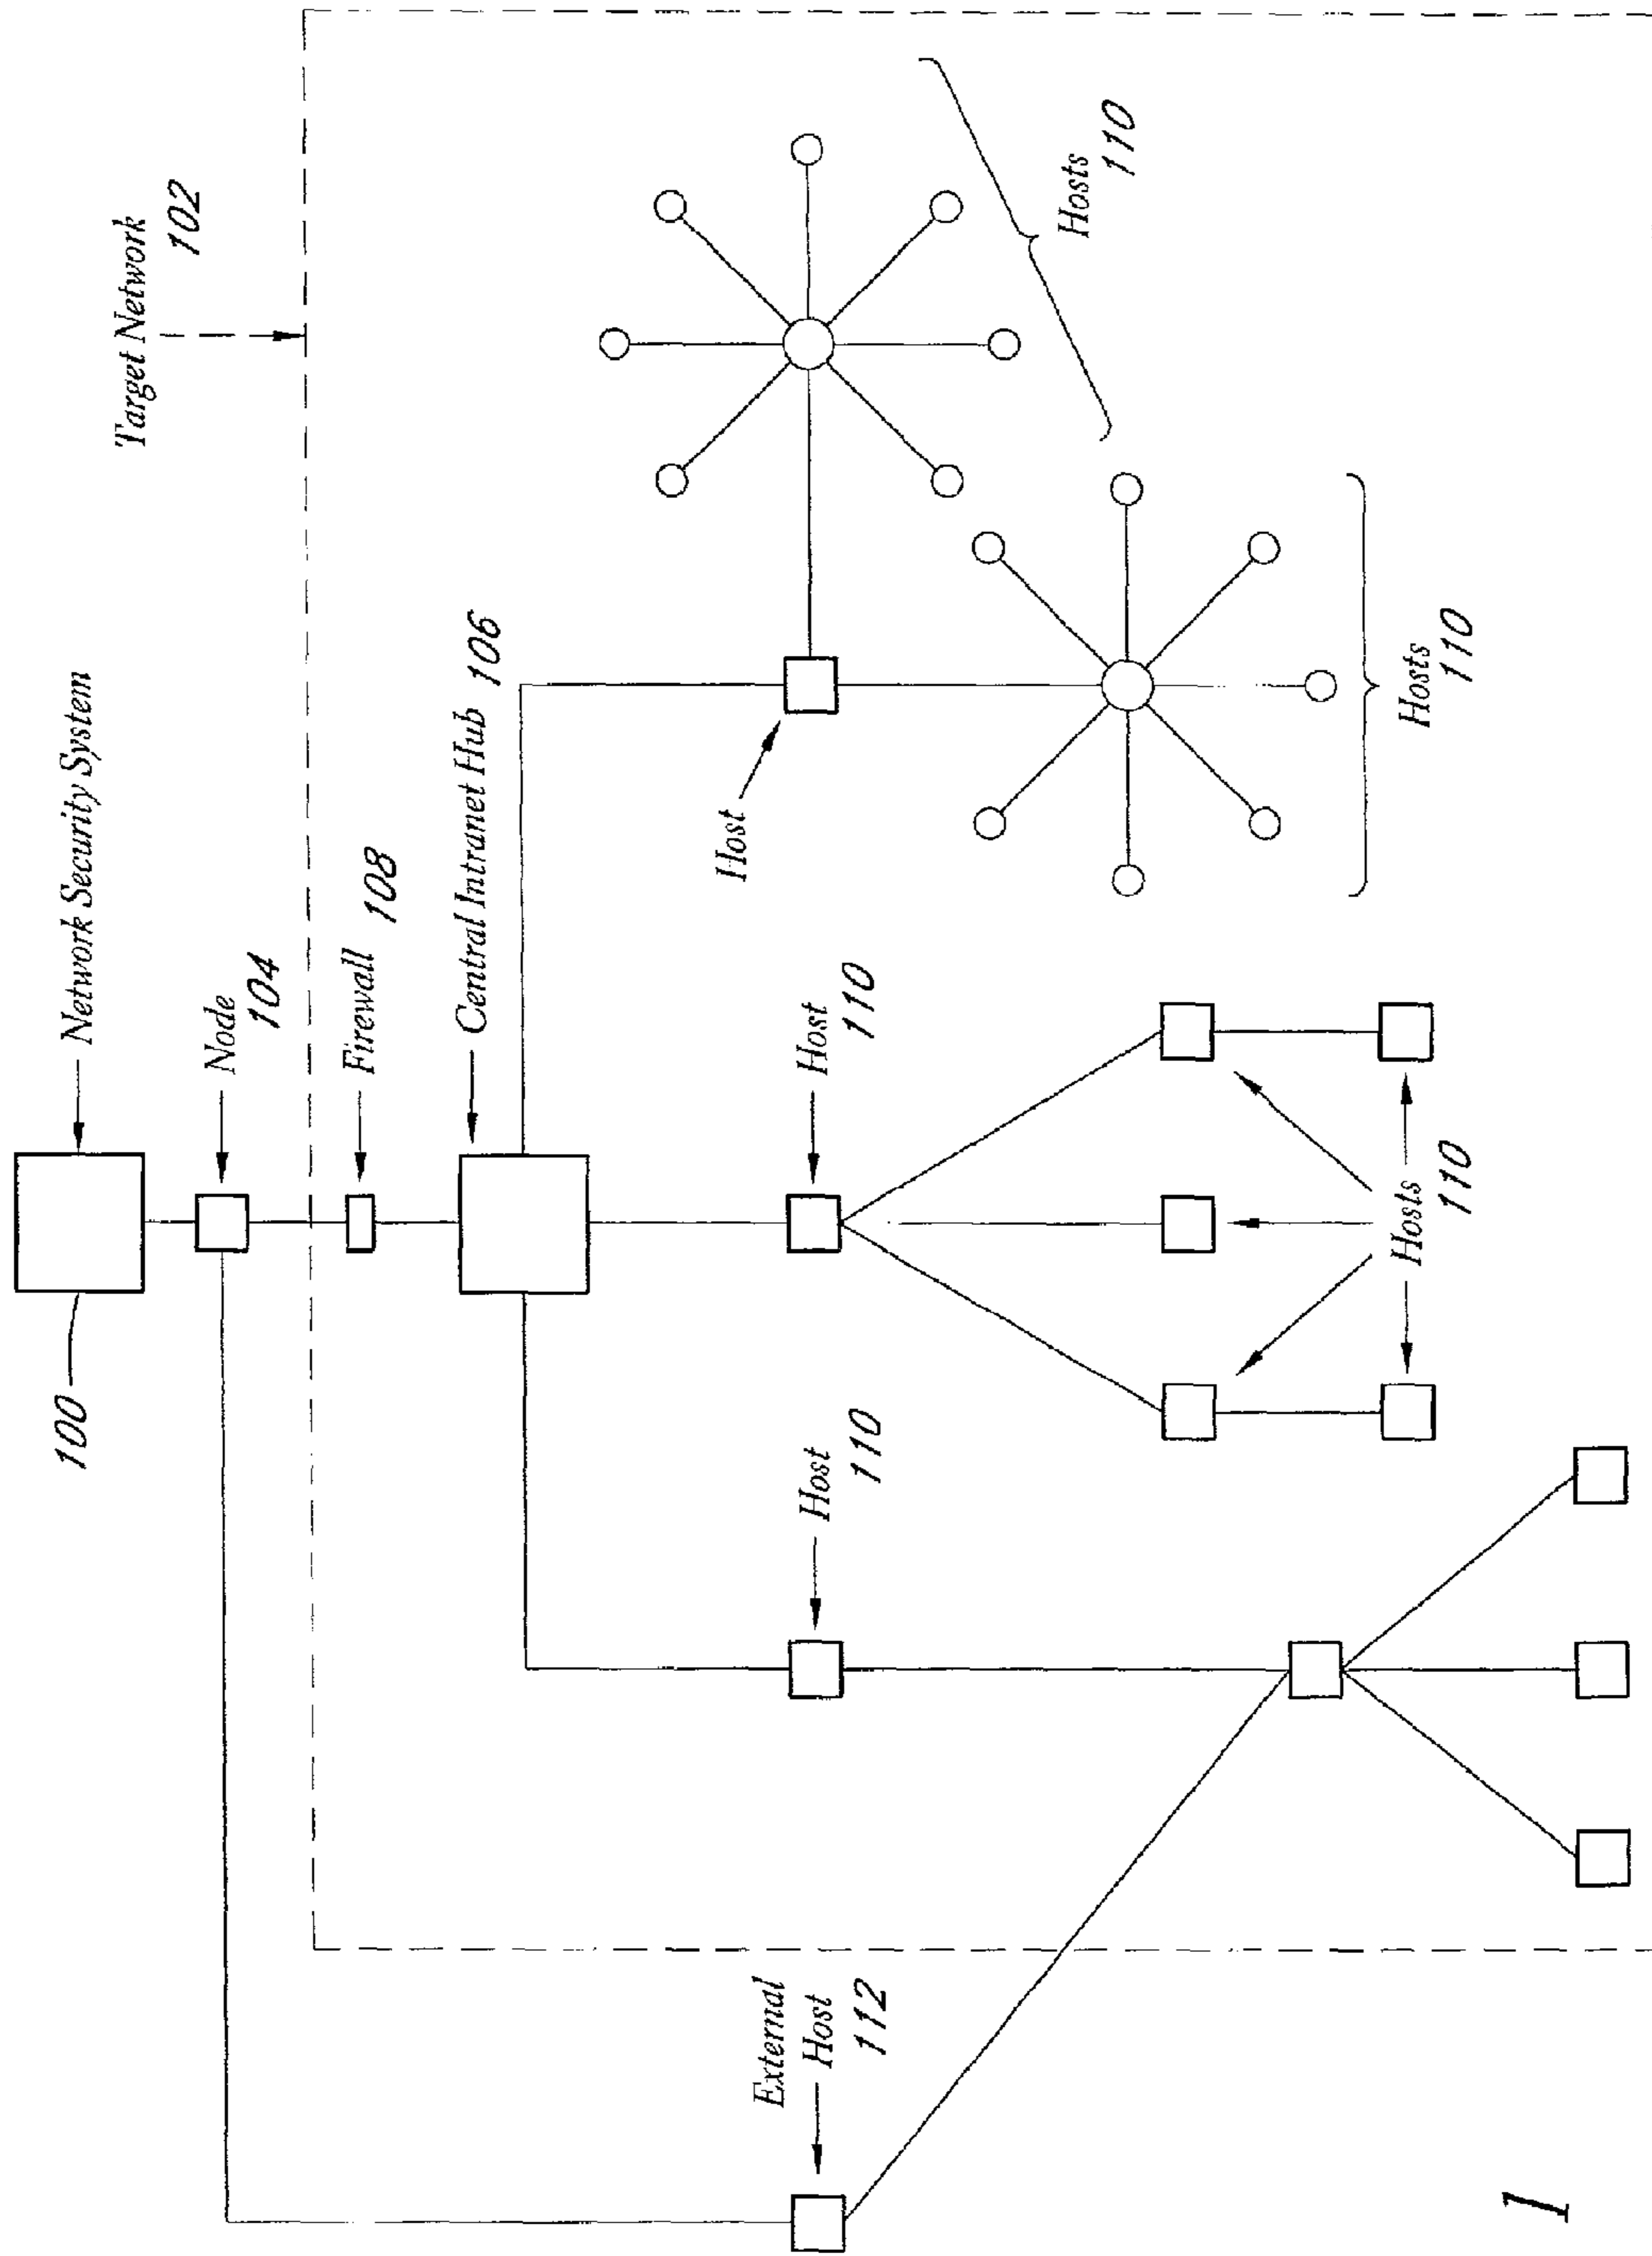 Network Security System
100
Node
104
Target Network
102
Firewall
108
Central Intranet Hub 106
External
Host
112
Host
110
Host
110
Host
Hosts
110
Hosts
110
Hosts
110
1